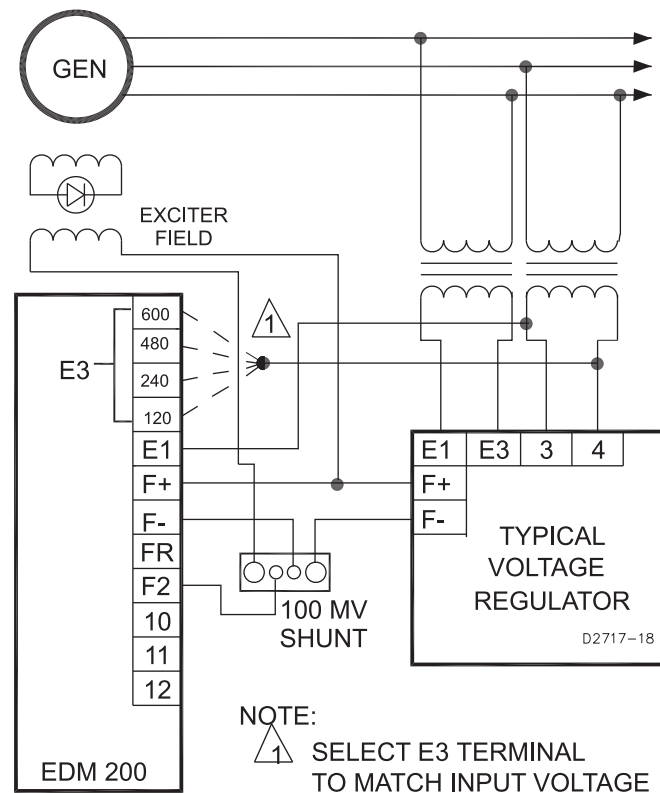 GEN
EXCITER
FIELD
1
600
480
240
120
E3
E1
F+
F-
FR
F2
10
11
12
EDM 200
100 MV
SHUNT
E1 E3 3 4
F+
F-
TYPICAL
VOLTAGE
REGULATOR
D2717-18
NOTE:
1 SELECT E3 TERMINAL
TO MATCH INPUT VOLTAGE